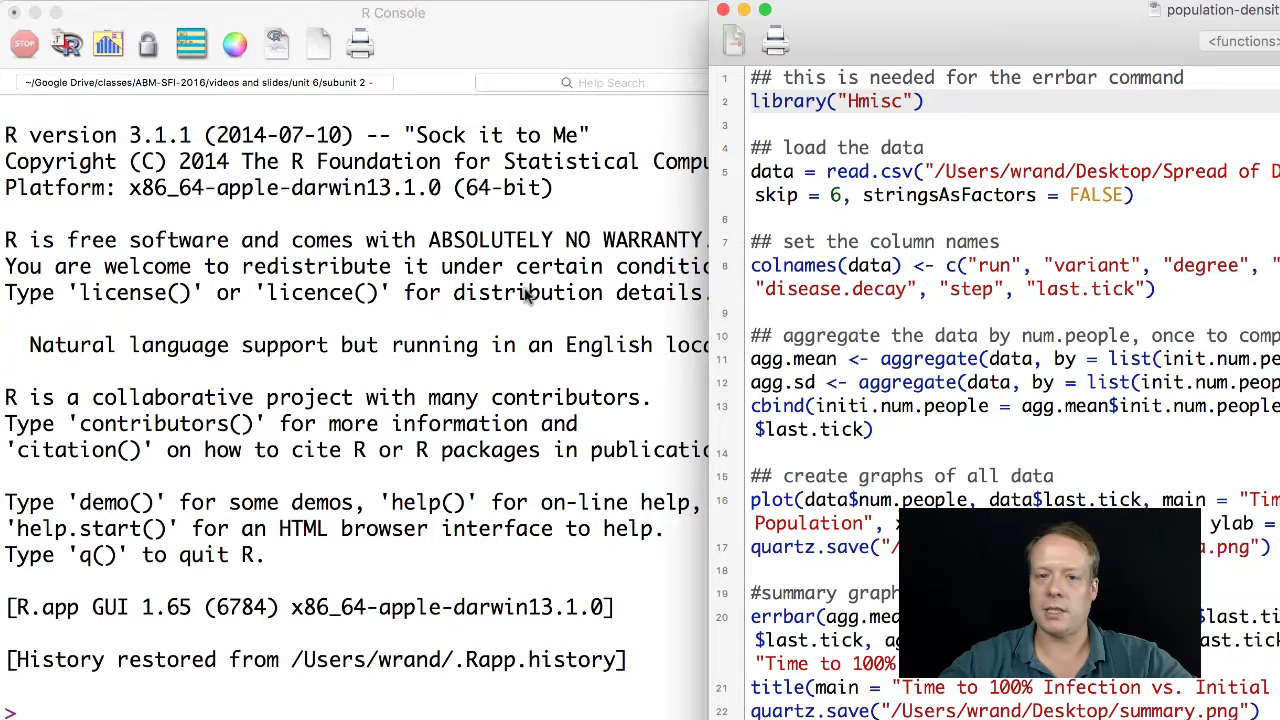 R Console
population-densit
STOP
<functions>
~/Google Drive/classes/ABM-SFI-2016/videos and slides/unit 6/subunit 2 -
Help Search
R version 3.1.1 (2014-07-10) -- "Sock it to Me"
Copyright (C) 2014 The R Foundation for Statistical Compu
Platform: x86_64-apple-darwin13.1.0 (64-bit)
R is free software and comes with ABSOLUTELY NO WARRANTY.
You are welcome to redistribute it under certain conditio
Type 'license()' or 'licence()' for distribution details.
Natural language support but running in an English loca
R is a collaborative project with many contributors.
Type 'contributors()' for more information and
'citation()' on how to cite R or R packages in publicatio
Type 'demo()' for some demos, 'help()' for on-line help,
'help.start()' for an HTML browser interface to help.
Type 'q()' to quit R.
[R.app GUI 1.65 (6784) x86_64-apple-darwin13.1.0]
[History restored from /Users/wrand/.Rapp.history]
>
1 ## this is needed for the errbar command
2 library("Hmisc")
3
4 ## load the data
5 data = read.csv("/Users/wrand/Desktop/Spread of D
skip = 6, stringsAsFactors = FALSE)
6
7 ## set the column names
8 colnames(data) <- c("run", "variant", "degree", "
"disease.decay", "step", "last.tick")
9
10 ## aggregate the data by num.people, once to comp
11 agg.mean <- aggregate(data, by = list(init.num.pe
12 agg.sd <- aggregate(data, by = list(init.num.peop
13 cbind(initi.num.people = agg.mean$init.num.people
$last.tick)
14
15 ## create graphs of all data
16 plot(data$num.people, data$last.tick, main = "Tim
Population", x ylab =
17 quartz.save("/ a.png")
18
19 #summary graph
20 errbar(agg.mea $last.ti
$last.tick, ag ast.tick
"Time to 100%
21 title(main = "Time to 100% Infection vs. Initial
22 quartz.save("/Users/wrand/Desktop/summary.png")